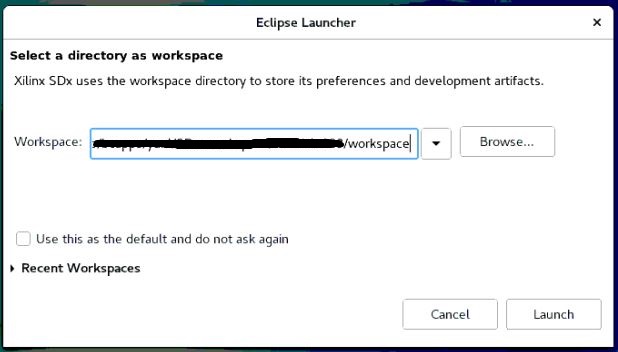 Eclipse Launcher
Select a directory as workspace
Xilinx SDx uses the workspace directory to store its preferences and development artifacts.
Workspace: /workspace Browse...
Use this as the default and do not ask again
Recent Workspaces
Cancel Launch